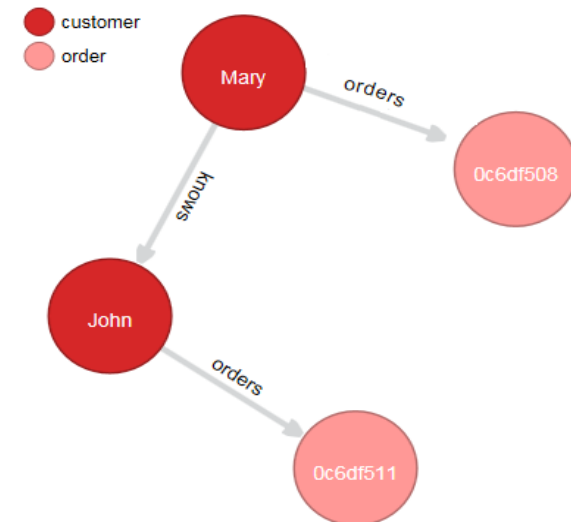 customer
order
Mary
orders
0c6df508
knows
John
orders
0c6df511